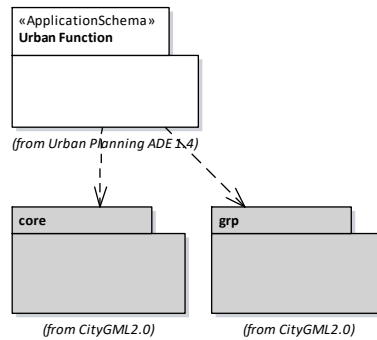 «ApplicationSchema»
Urban Function
(from Urban Planning ADE 1.4)
core
grp
(from CityGML2.0)
(from CityGML2.0)